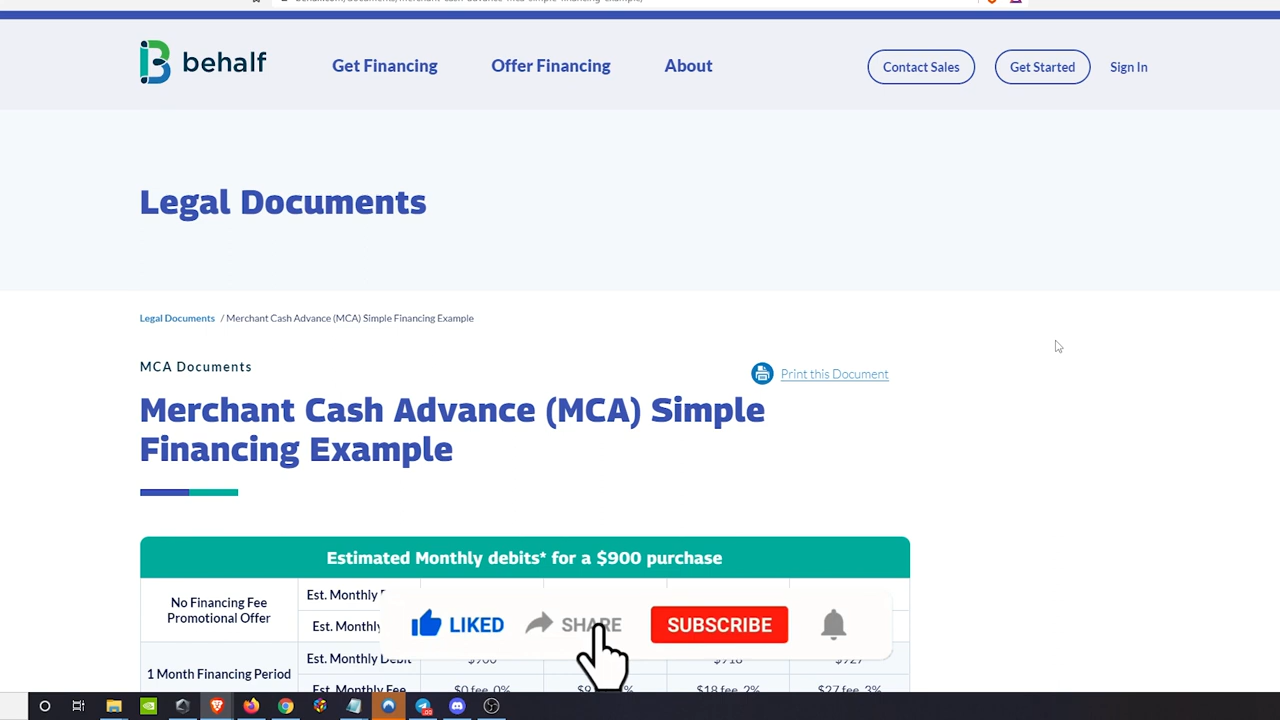 behalf
Get Financing
Offer Financing
About
Contact Sales
Get Started
Sign In
Legal Documents
Legal Documents / Merchant Cash Advance (MCA) Simple Financing Example
MCA Documents
Print this Document
Merchant Cash Advance (MCA) Simple
Financing Example
Estimated Monthly debits* for a $900 purchase
No Financing Fee
Promotional Offer
Est. Monthly
Est. Monthly
LIKED
SHARE
SUBSCRIBE
1 Month Financing Period
Est. Monthly Debit
$900
$918
$927
Est. Monthly Fee
$0 fee, 0%
$18 fee, 2%
$27 fee, 3%